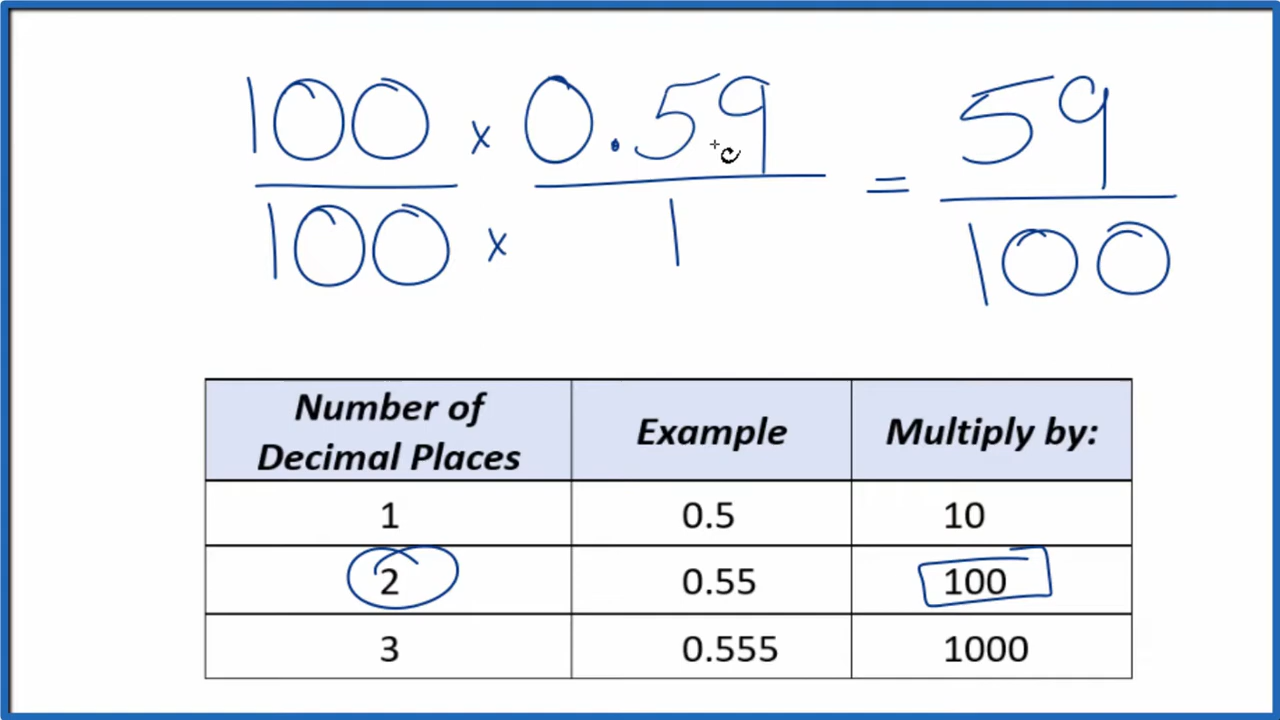 100 × 0.59 = 59
100 × 1 100
Number of Decimal Places Example Multiply by:
1 0.5 10
2 0.55 100
3 0.555 1000